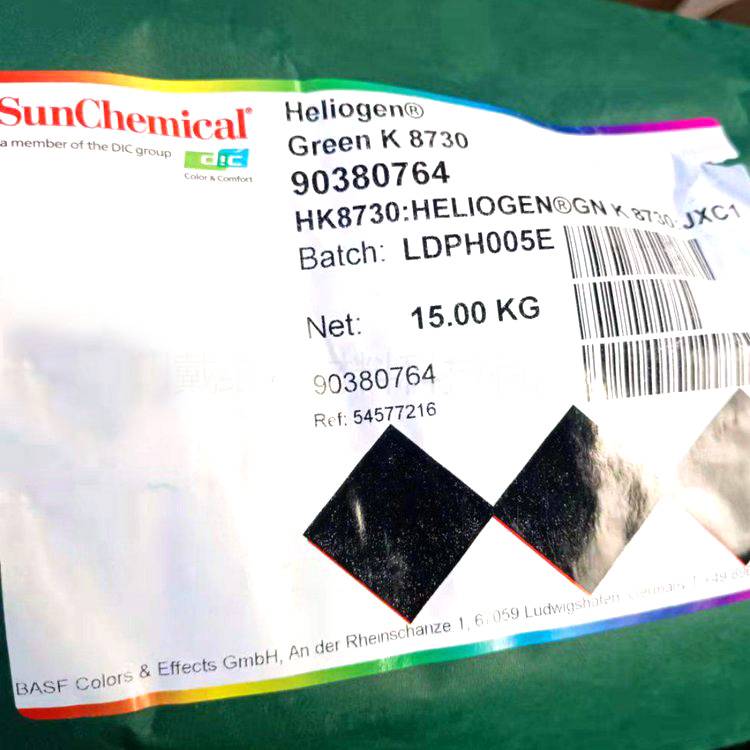 SunChemical®
a member of the DIC group
DIC
Color & Comfort
Heliogen®
Green K 8730
90380764
HK8730:HELIOGEN®GN K 8730: JXC1
Batch: LDPH005E
Net: 15.00 KG
90380764
Ref: 54577216
BASF Colors & Effects GmbH, An der Rheinschanze 1, 67059 Ludwigshafen, Germany, T +49